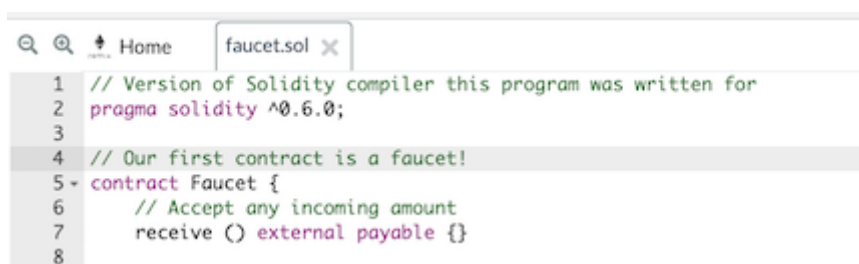 Home faucet.sol
1 // Version of Solidity compiler this program was written for
2 pragma solidity ^0.6.0;
3
4 // Our first contract is a faucet!
5 contract Faucet {
6 // Accept any incoming amount
7 receive () external payable {}
8